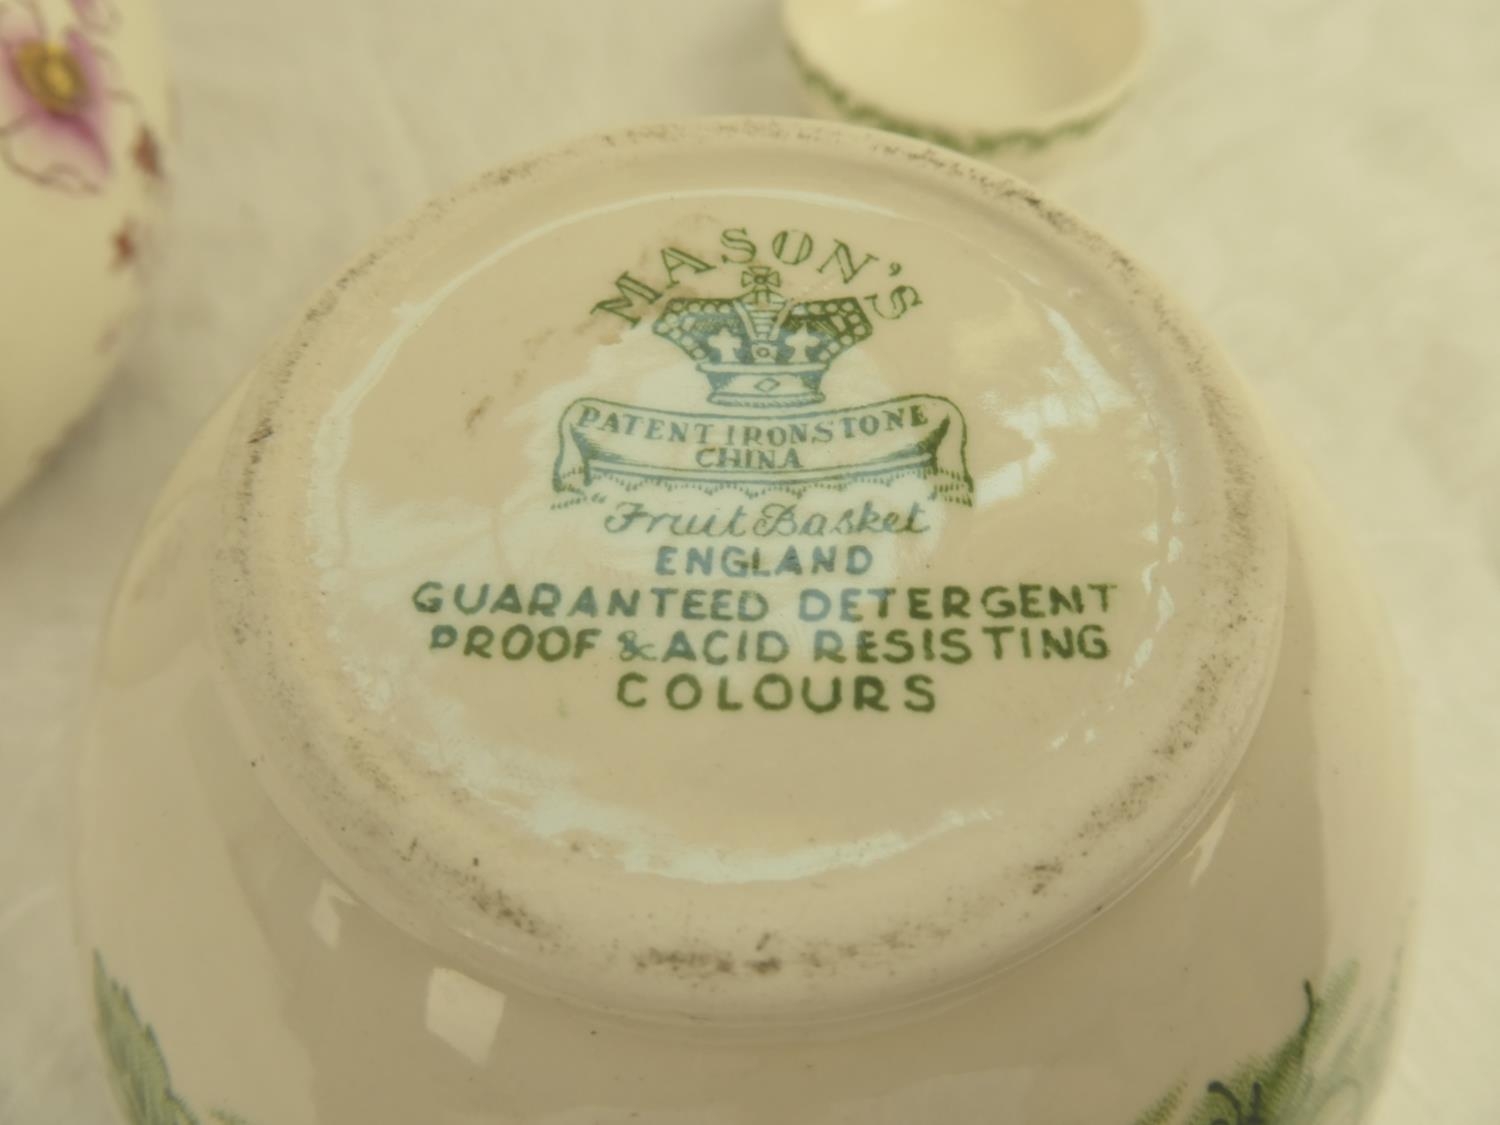 MASON'S
PATENT IRONSTONE
CHINA
"Fruit Basket
ENGLAND
GUARANTEED DETERGENT
PROOF & ACID RESISTING
COLOURS